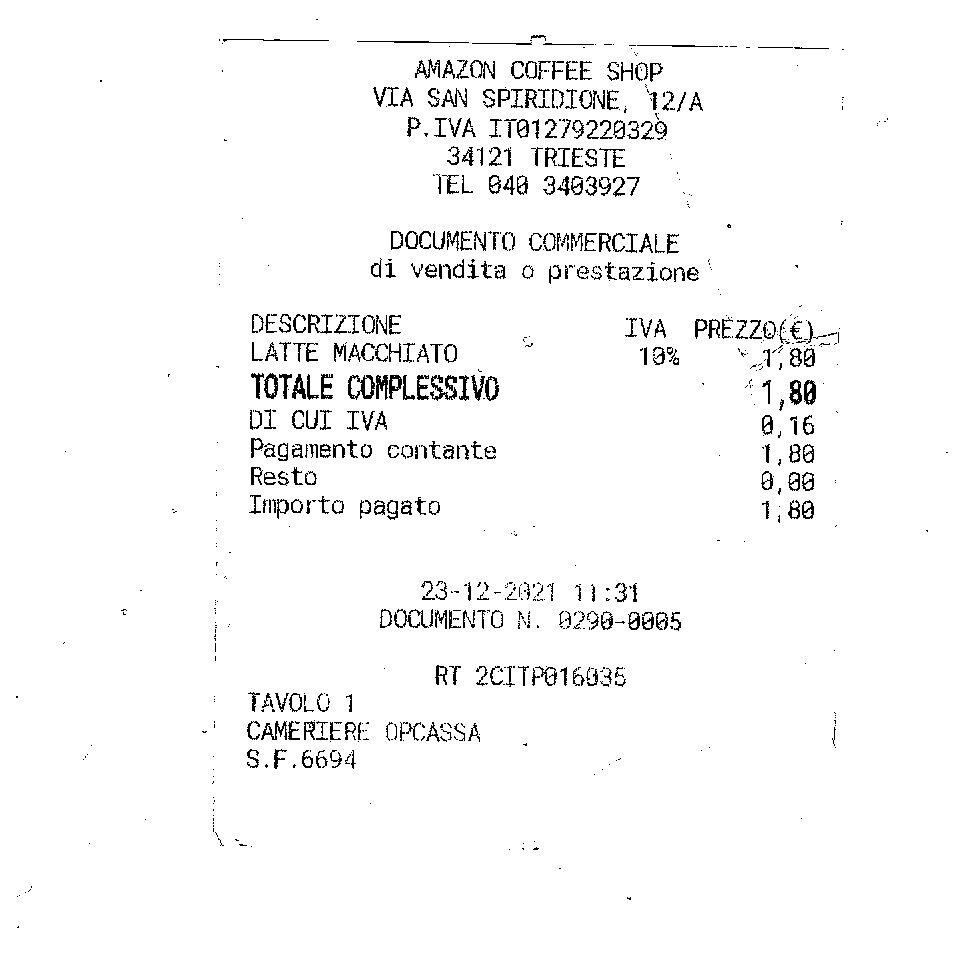 AMAZON COFFEE SHOP
VIA SAN SPIRIDIONE, 12/A
P.IVA IT01279220329
34121 TRIESTE
TEL 040 3403927
DOCUMENTO COMMERCIALE
di vendita o prestazione
DESCRIZIONE IVA PREZZO(€)
LATTE MACCHIATO 10% 1,80
TOTALE COMPLESSIVO 1,80
DI CUI IVA 0,16
Pagamento contante 1,80
Resto 0,00
Importo pagato 1,80
23-12-2021 11:31
DOCUMENTO N. 0290-0005
RT 2CITP016035
TAVOLO 1
CAMERIERE OPCASSA
S.F.6694